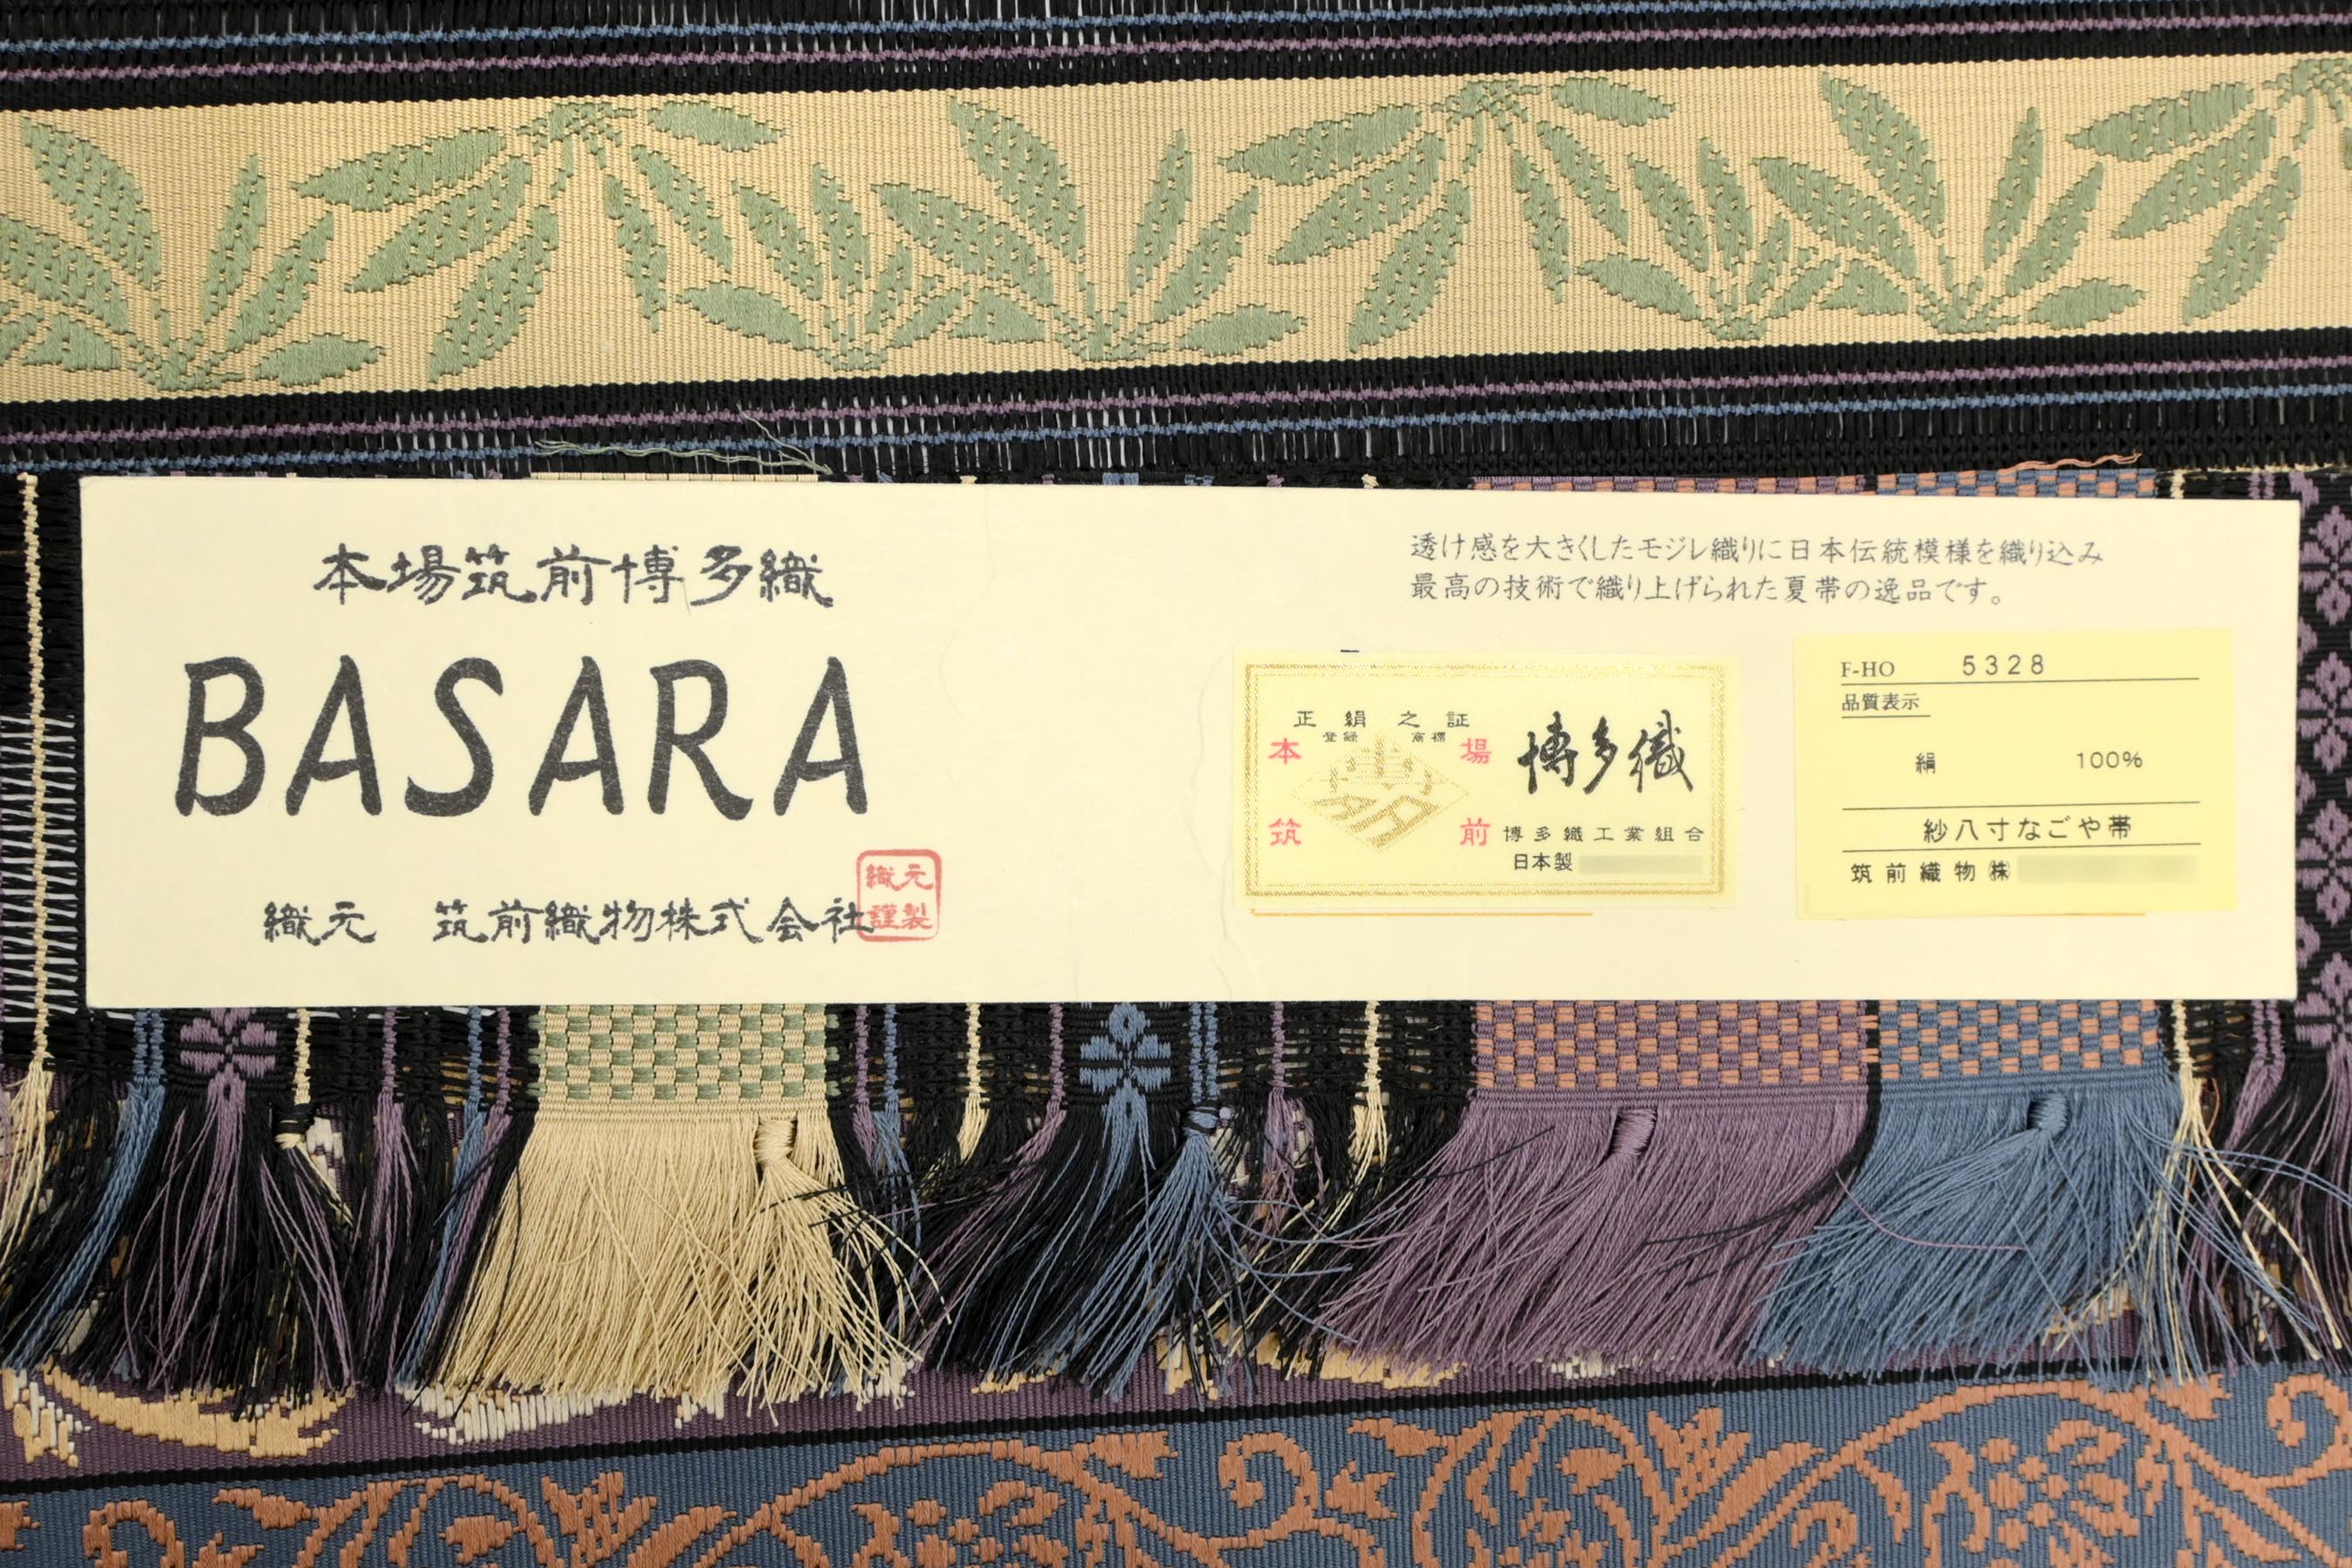 本場筑前博多織
BASARA
織元 筑前織物株式会社
織元
謹製
透け感を大きくしたモジレ織りに日本伝統模様を織り込み
最高の技術で織り上げられた夏帯の逸品です。
正絹之証
登録 商標
本場
筑前
博多織
博多織工業組合
日本製
F-HO 5328
品質表示
絹 100%
紗八寸なごや帯
筑前織物㈱